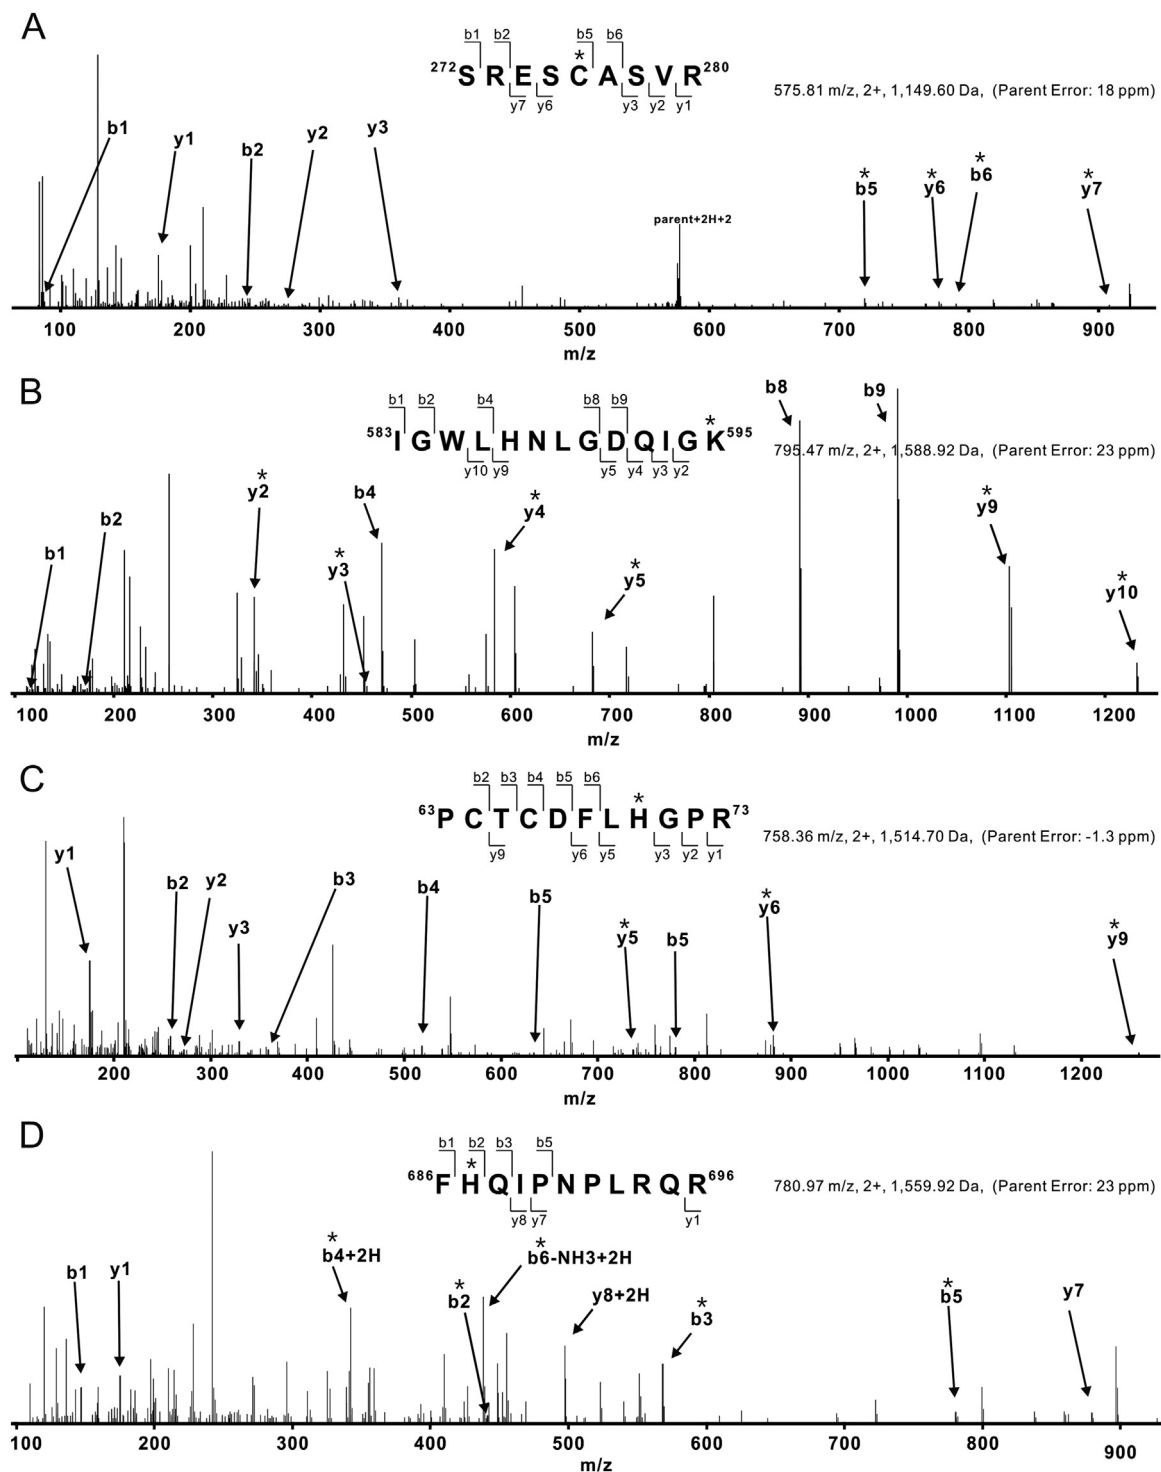 A
b1 b2 b5 b6
*
272SRESCASVR280
y7 y6 y3 y2 y1
575.81 m/z, 2+, 1,149.60 Da, (Parent Error: 18 ppm)
b1 y1 b2 y2 y3
parent+2H+2
* * * *
b5 y6 b6 y7
100 200 300 400 500 600 700 800 900
m/z
B
b1 b2 b4 b8 b9
*
583IGWLHNLGDQIGK595
y10 y9 y5 y4 y3 y2
795.47 m/z, 2+, 1,588.92 Da, (Parent Error: 23 ppm)
b8 b9
b1 b2
*
y2
*
y3
b4
*
y4
*
y5
*
y9
*
y10
100 200 300 400 500 600 700 800 900 1000 1100 1200
m/z
C
b2 b3 b4 b5 b6
*
63PCTCDFLHGPR73
y9 y6 y5 y3 y2 y1
758.36 m/z, 2+, 1,514.70 Da, (Parent Error: -1.3 ppm)
y1 b2 y2 y3 b3 b4 b5
*
y5
b5
*
y6
*
y9
200 300 400 500 600 700 800 900 1000 1100 1200
m/z
D
b1 b2 b3 b5
*
686FHQIPNPLRQR696
y8 y7 y1
780.97 m/z, 2+, 1,559.92 Da, (Parent Error: 23 ppm)
b1 y1
*
b4+2H
*
b2
*
b6-NH3+2H
y8+2H
*
b3
*
b5
y7
100 200 300 400 500 600 700 800 900
m/z